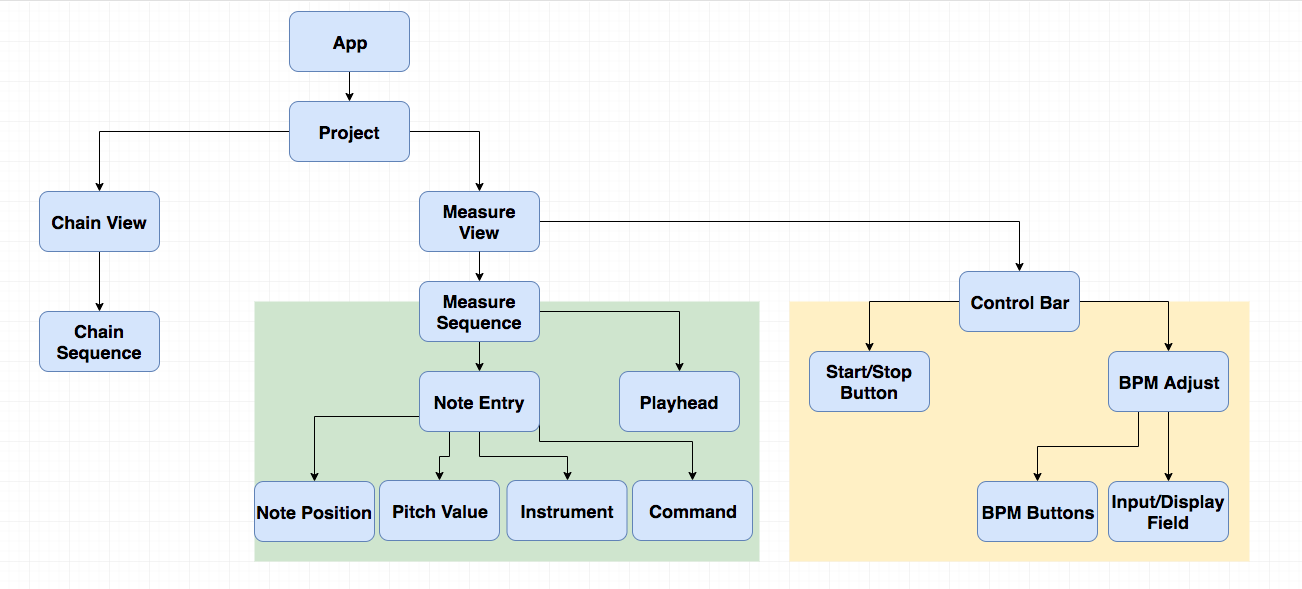 App
Project
Chain View
Measure
View
Chain
Sequence
Measure
Sequence
Control Bar
Note Entry
Playhead
Start/Stop
Button
BPM Adjust
Note Position
Pitch Value
Instrument
Command
BPM Buttons
Input/Display
Field